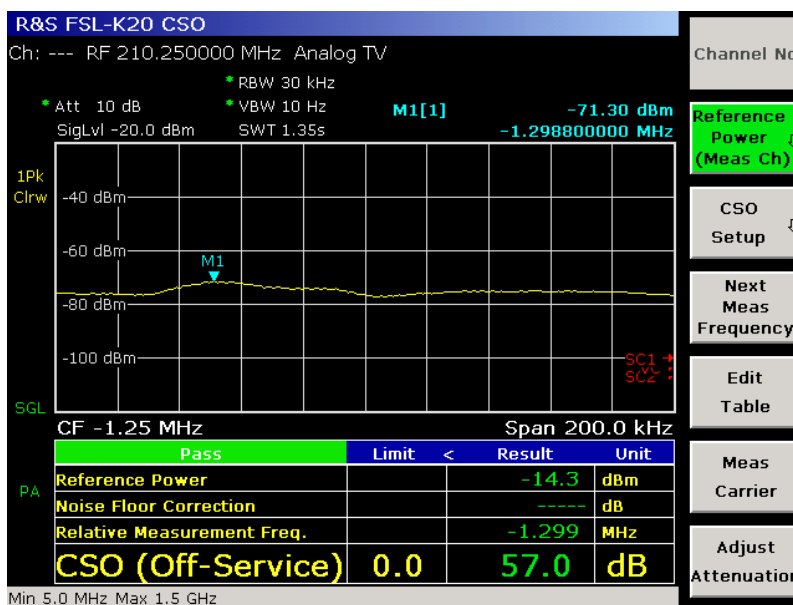 R&S FSL-K20 CSO
Ch: --- RF 210.250000 MHz Analog TV
* RBW 30 kHz
* Att 10 dB * VBW 10 Hz M1[1] -71.30 dBm
SigLvl -20.0 dBm SWT 1.35s -1.298800000 MHz
1Pk
Clrw
-40 dBm
-60 dBm
M1
-80 dBm
-100 dBm
SC1
VC
SC2
SGL
CF -1.25 MHz Span 200.0 kHz
Pass Limit < Result Unit
PA
Reference Power -14.3 dBm
Noise Floor Correction ----- dB
Relative Measurement Freq. -1.299 MHz
CSO (Off-Service) 0.0 57.0 dB
Min 5.0 MHz Max 1.5 GHz
Channel No
Reference
Power
(Meas Ch)
CSO
Setup
Next
Meas
Frequency
Edit
Table
Meas
Carrier
Adjust
Attenuation